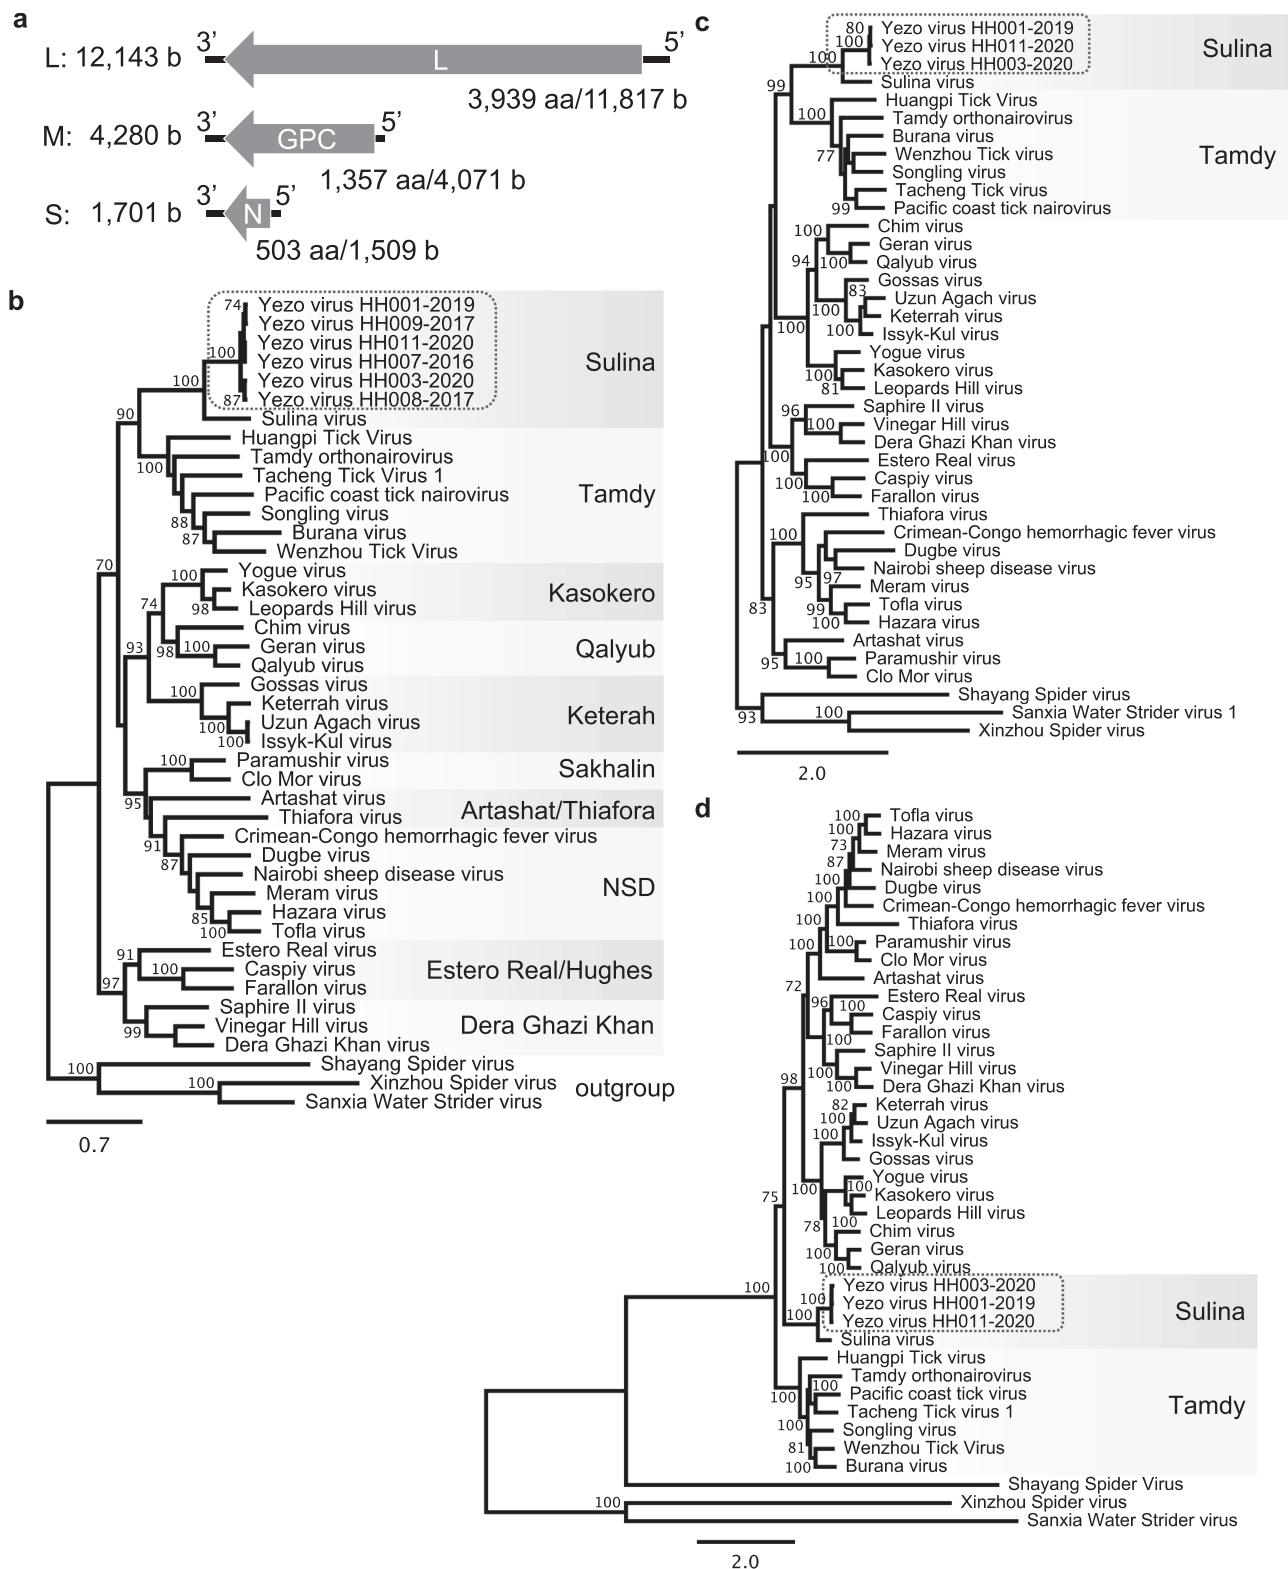 a
L: 12,143 b 3’ L 5’
3,939 aa/11,817 b
M: 4,280 b 3’ GPC 5’
1,357 aa/4,071 b
S: 1,701 b 3’ N 5’
503 aa/1,509 b
b
74 Yezo virus HH001-2019
Yezo virus HH009-2017
Yezo virus HH011-2020
100 Yezo virus HH007-2016
Sulina
Yezo virus HH003-2020
100
87 Yezo virus HH008-2017
Sulina virus
90
Huangpi Tick Virus
Tamdy orthonairovirus
100
Tacheng Tick Virus 1
Pacific coast tick nairovirus
Tamdy
Songling virus
88
Burana virus
87
Wenzhou Tick Virus
70
Yogue virus
100
Kasokero virus
Kasokero
98
Leopards Hill virus
74
Chim virus
93
98
100
Geran virus
Qalyub
Qalyub virus
Gossas virus
100
Keterrah virus
Keterah
100
Uzun Agach virus
100
Issyk-Kul virus
Paramushir virus
100
Sakhalin
Clo Mor virus
95
Artashat virus
Artashat/Thiafora
Thiafora virus
91
Crimean-Congo hemorrhagic fever virus
87
Dugbe virus
Nairobi sheep disease virus
NSD
Meram virus
85
Hazara virus
100
Tofla virus
91
Estero Real virus
100
Caspiy virus
Estero Real/Hughes
97
Farallon virus
Saphire II virus
99
Vinegar Hill virus
Dera Ghazi Khan
Dera Ghazi Khan virus
100
Shayang Spider virus
100
Xinzhou Spider virus
outgroup
Sanxia Water Strider virus
0.7
c
80 Yezo virus HH001-2019
100 Yezo virus HH011-2020
Sulina
100 Yezo virus HH003-2020
Sulina virus
99
Huangpi Tick Virus
100
Tamdy orthonairovirus
Burana virus
77
Wenzhou Tick virus
Tamdy
Songling virus
Tacheng Tick virus
99
Pacific coast tick nairovirus
Chim virus
100
Geran virus
94
100
Qalyub virus
Gossas virus
83
Uzun Agach virus
100
Keterrah virus
100
100
Issyk-Kul virus
Yogue virus
100
Kasokero virus
81
Leopards Hill virus
Saphire II virus
96
100
Vinegar Hill virus
Dera Ghazi Khan virus
100
Estero Real virus
100
Caspiy virus
100
Farallon virus
Thiafora virus
100
Crimean-Congo hemorrhagic fever virus
Dugbe virus
95
97
Nairobi sheep disease virus
Meram virus
99
Tofla virus
83
100
Hazara virus
Artashat virus
95
100
Paramushir virus
Clo Mor virus
Shayang Spider virus
93
100
Sanxia Water Strider virus 1
Xinzhou Spider virus
2.0
d
100
Tofla virus
100
Hazara virus
73
Meram virus
87
Nairobi sheep disease virus
100
Dugbe virus
100
Crimean-Congo hemorrhagic fever virus
100
Thiafora virus
100
100
Paramushir virus
Clo Mor virus
Artashat virus
72
96
Estero Real virus
100
Caspiy virus
Farallon virus
100
Saphire II virus
100
Vinegar Hill virus
100
Dera Ghazi Khan virus
98
82
Keterrah virus
100
Uzun Agach virus
100
Issyk-Kul virus
Gossas virus
Yogue virus
100
100
Kasokero virus
75
Leopards Hill virus
78
100
Chim virus
100
Geran virus
100
Qalyub virus
100
Yezo virus HH003-2020
100
Yezo virus HH001-2019
Sulina
100
Yezo virus HH011-2020
Sulina virus
Huangpi Tick virus
Tamdy orthonairovirus
100
100
Pacific coast tick virus
Tamdy
Tacheng Tick virus 1
100
Songling virus
81
Wenzhou Tick Virus
100
Burana virus
Shayang Spider Virus
100
Xinzhou Spider virus
Sanxia Water Strider virus
2.0